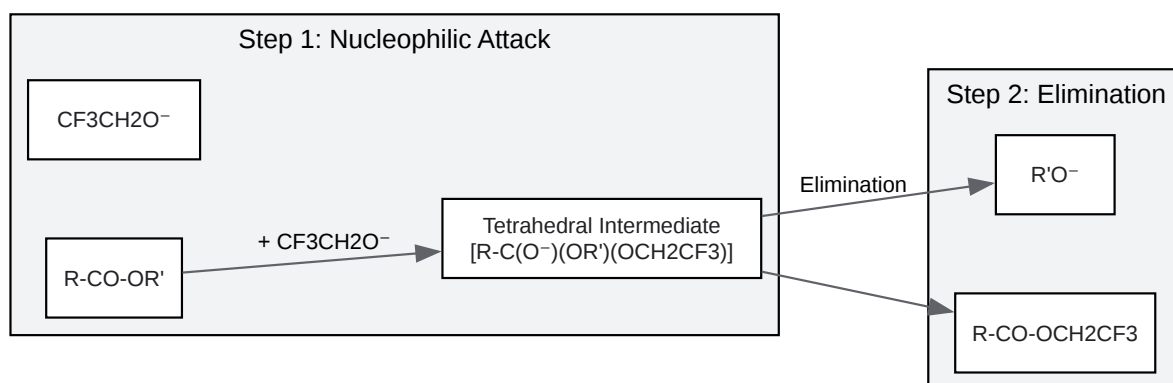 Step 1: Nucleophilic Attack
CF3CH2O⁻
R-CO-OR'
+ CF3CH2O⁻
Tetrahedral Intermediate
[R-C(O⁻)(OR')(OCH2CF3)]
Elimination
Step 2: Elimination
R'O⁻
R-CO-OCH2CF3